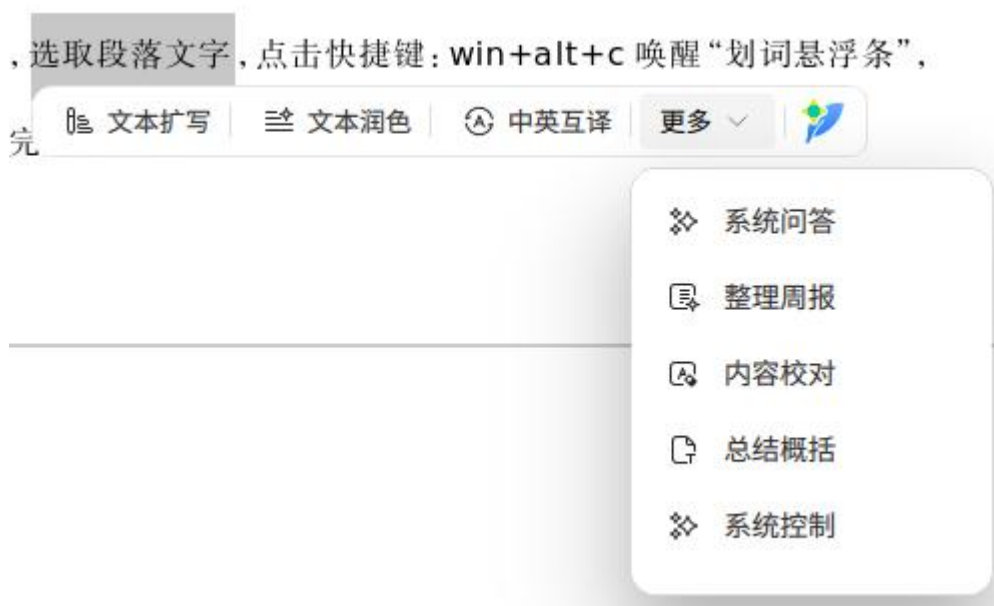 ，选取段落文字，点击快捷键：win+alt+c 唤醒“划词悬浮条”，
完
文本扩写 文本润色 中英互译 更多
系统问答
整理周报
内容校对
总结概括
系统控制